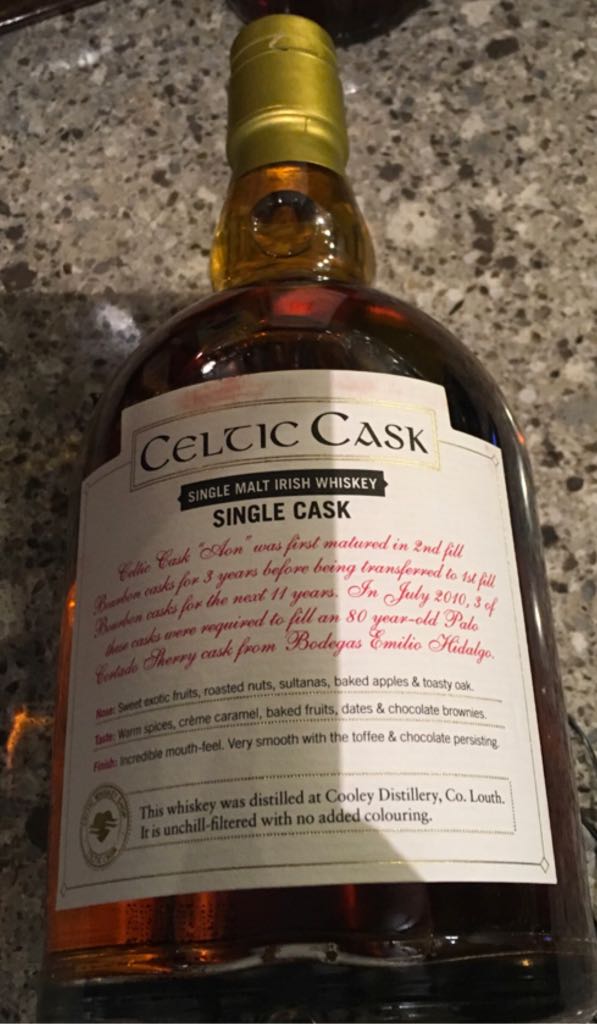 CELTIC CASK
SINGLE MALT IRISH WHISKEY
SINGLE CASK
Celtic Cask "Aon" was first matured in 2nd fill
Bourbon casks for 3 years before being transferred to 1st fill
Bourbon casks for the next 11 years. In July 2010, 3 of
these casks were required to fill an 80 year-old Palo
Cortado Sherry cask from Bodegas Emilio Hidalgo.
Nose: Sweet exotic fruits, roasted nuts, sultanas, baked apples & toasty oak.
Taste: Warm spices, crème caramel, baked fruits, dates & chocolate brownies.
Finish: Incredible mouth-feel. Very smooth with the toffee & chocolate persisting.
This whiskey was distilled at Cooley Distillery, Co. Louth.
It is unchill-filtered with no added colouring.